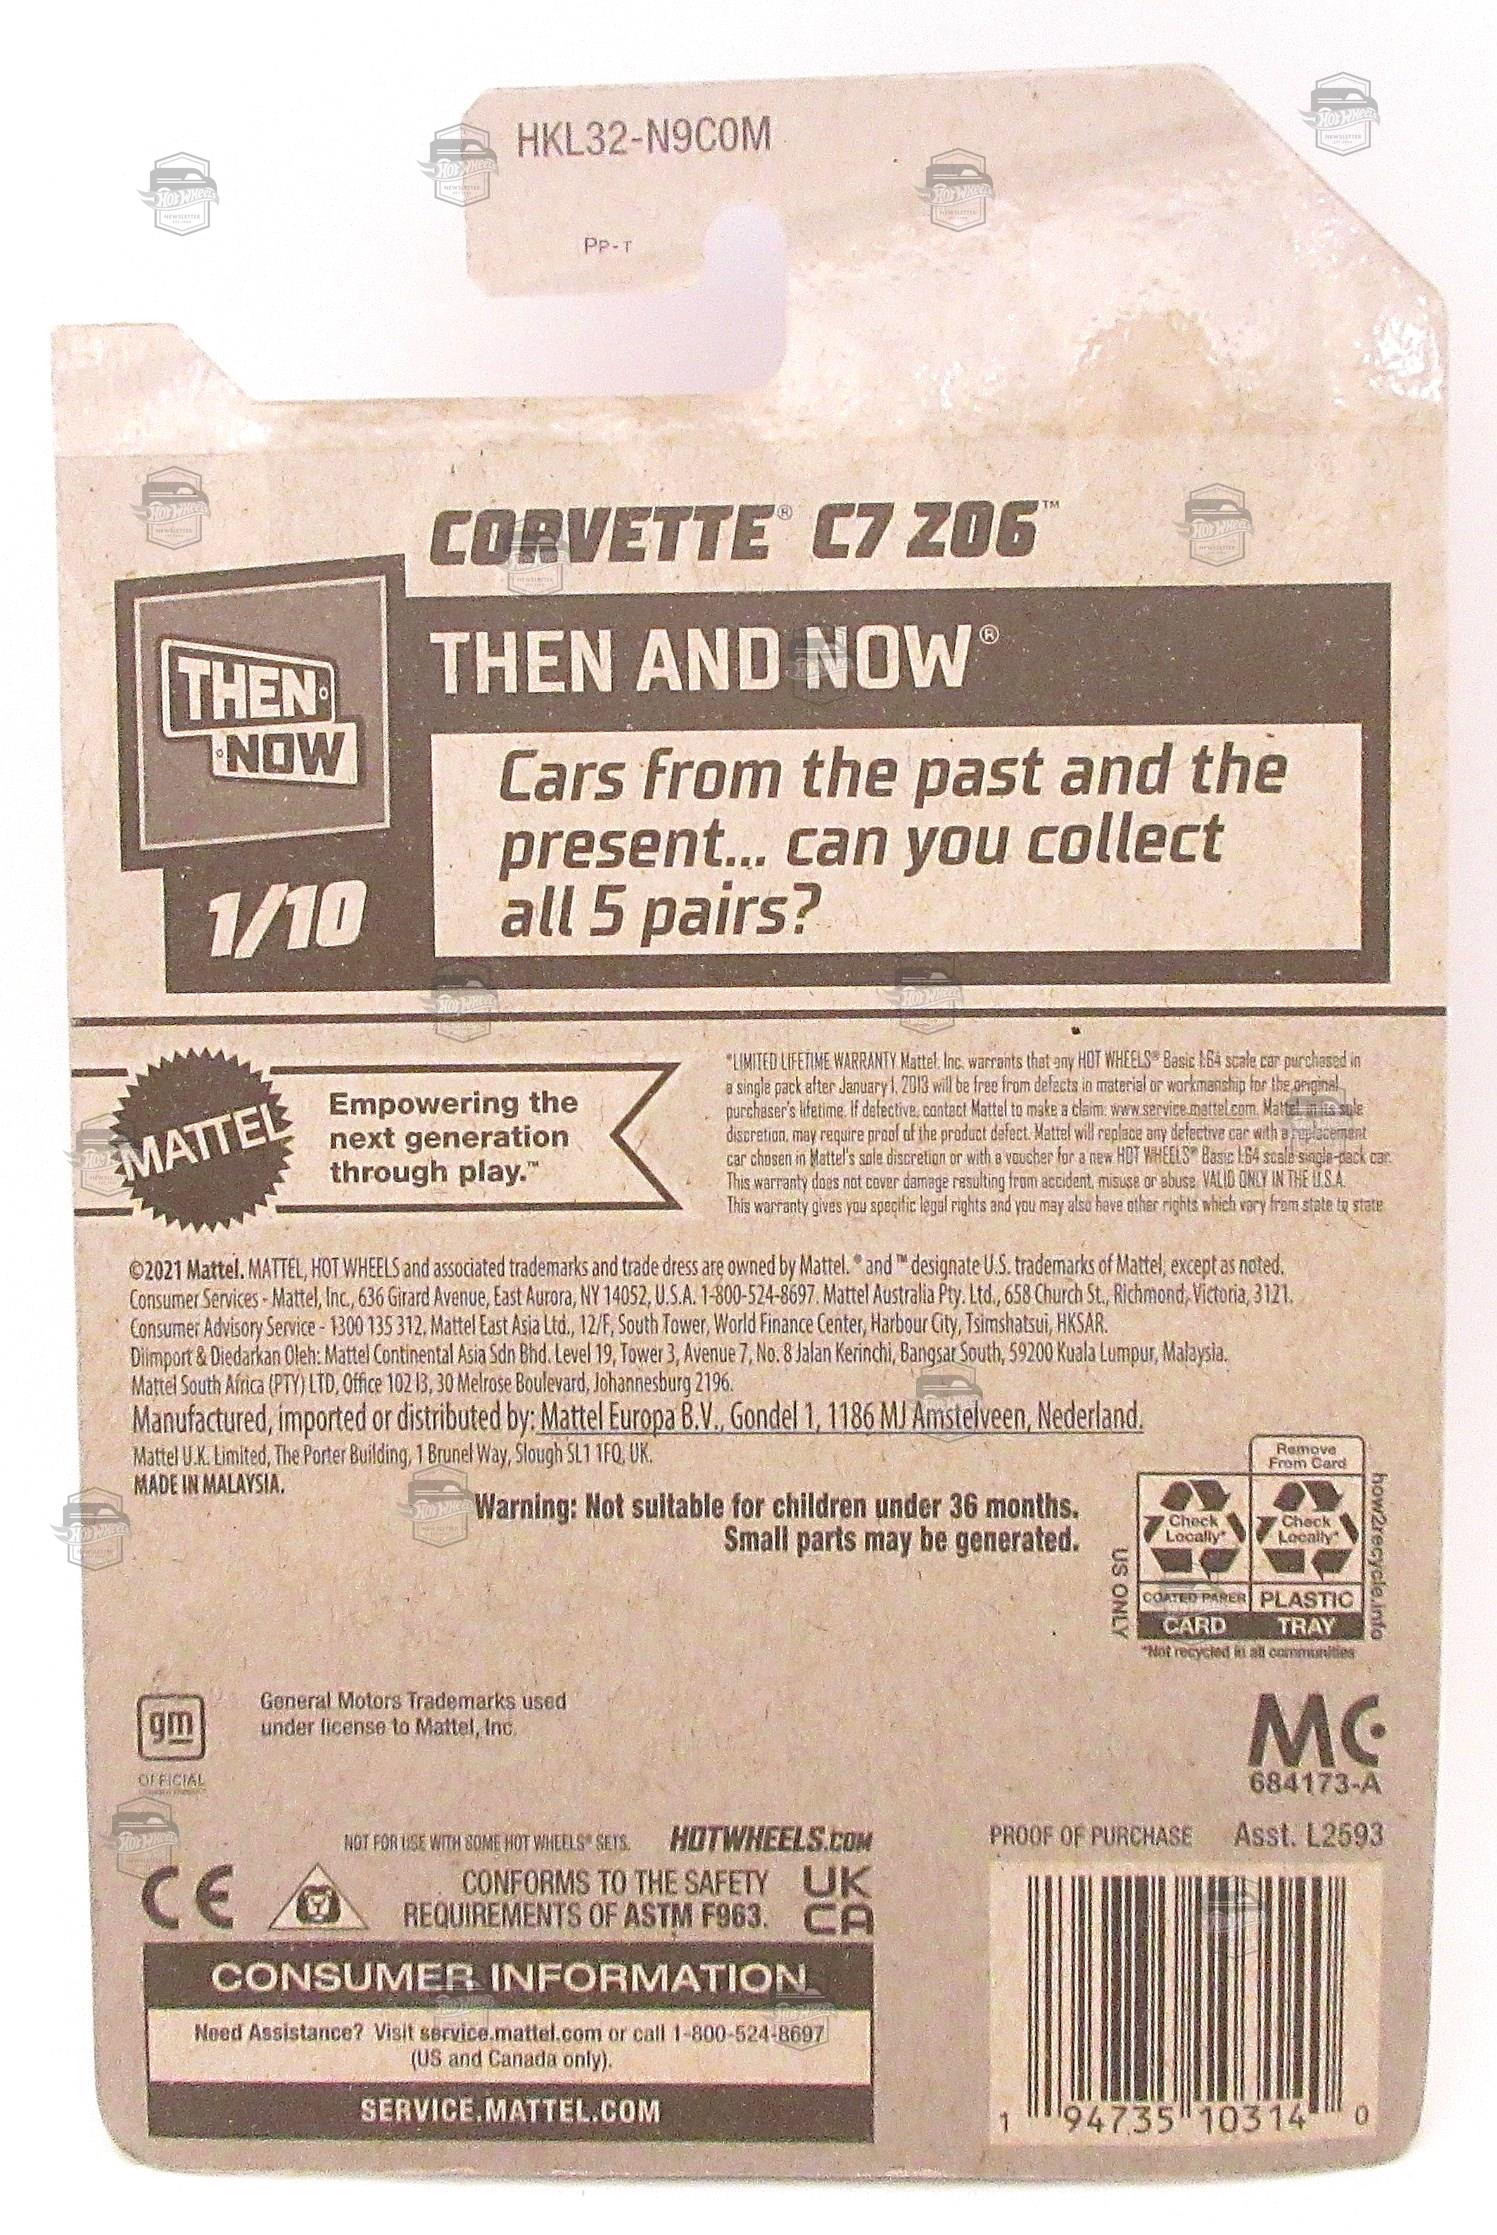 HKL32-N9C0M
PP-T
CORVETTE® C7 Z06™
THEN
NOW
THEN AND NOW®
Cars from the past and the
present... can you collect
all 5 pairs?
1/10
MATTEL
Empowering the
next generation
through play.™
*LIMITED LIFETIME WARRANTY Mattel, Inc. warrants that any HOT WHEELS® Basic 1:64 scale car purchased in
a single pack after January 1, 2013 will be free from defects in material or workmanship for the original
purchaser's lifetime. If defective, contact Mattel to make a claim: www.service.mattel.com. Mattel, in its sole
discretion, may require proof of the product defect. Mattel will replace any defective car with a replacement
car chosen in Mattel's sole discretion or with a voucher for a new HOT WHEELS® Basic 1:64 scale single-pack car.
This warranty does not cover damage resulting from accident, misuse or abuse. VALID ONLY IN THE U.S.A.
This warranty gives you specific legal rights and you may also have other rights which vary from state to state
©2021 Mattel. MATTEL, HOT WHEELS and associated trademarks and trade dress are owned by Mattel. ® and ™ designate U.S. trademarks of Mattel, except as noted.
Consumer Services - Mattel, Inc., 636 Girard Avenue, East Aurora, NY 14052, U.S.A. 1-800-524-8697. Mattel Australia Pty. Ltd., 658 Church St., Richmond, Victoria, 3121.
Consumer Advisory Service - 1300 135 312. Mattel East Asia Ltd., 12/F, South Tower, World Finance Center, Harbour City, Tsimshatsui, HKSAR.
Diimport & Diedarkan Oleh: Mattel Continental Asia Sdn Bhd. Level 19, Tower 3, Avenue 7, No. 8 Jalan Kerinchi, Bangsar South, 59200 Kuala Lumpur, Malaysia.
Mattel South Africa (PTY) LTD, Office 102 I3, 30 Melrose Boulevard, Johannesburg 2196.
Manufactured, imported or distributed by: Mattel Europa B.V., Gondel 1, 1186 MJ Amstelveen, Nederland.
Mattel U.K. Limited, The Porter Building, 1 Brunel Way, Slough SL1 1FQ, UK.
MADE IN MALAYSIA.
Warning: Not suitable for children under 36 months.
Small parts may be generated.
Remove
From Card
Check
Locally*
Check
Locally*
COATED PAPER
PLASTIC
CARD
TRAY
US ONLY
how2recycle.info
*Not recycled in all communities
gm
OFFICIAL
General Motors Trademarks used
under license to Mattel, Inc.
MC
684173-A
NOT FOR USE WITH SOME HOT WHEELS® SETS.
HOTWHEELS.COM
PROOF OF PURCHASE
Asst. L2593
CE
CONFORMS TO THE SAFETY
REQUIREMENTS OF ASTM F963.
UK
CA
CONSUMER INFORMATION
Need Assistance? Visit service.mattel.com or call 1-800-524-8697
(US and Canada only).
SERVICE.MATTEL.COM
1 94735 10314 0